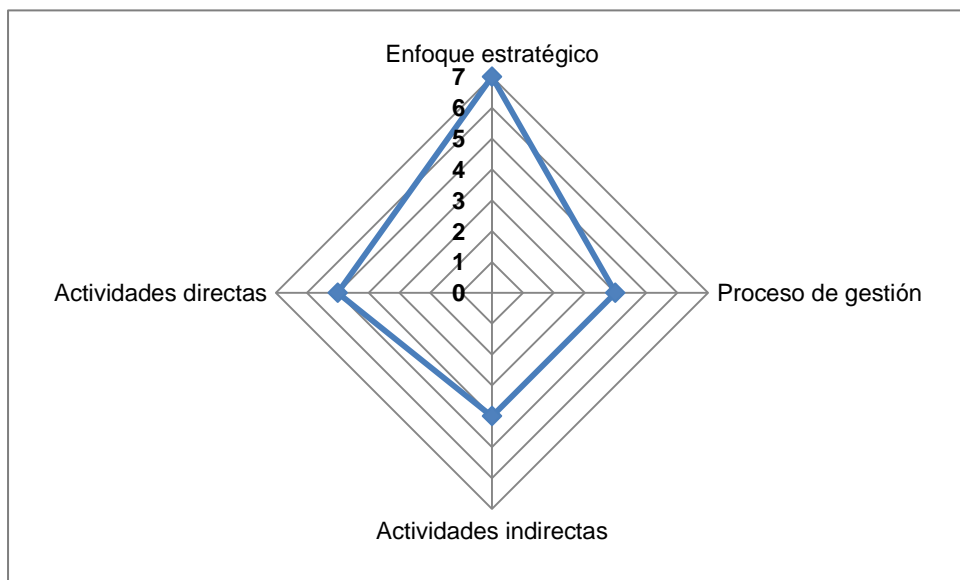 Enfoque estratégico
7
6
5
4
3
2
1
0
Actividades directas
Proceso de gestión
Actividades indirectas